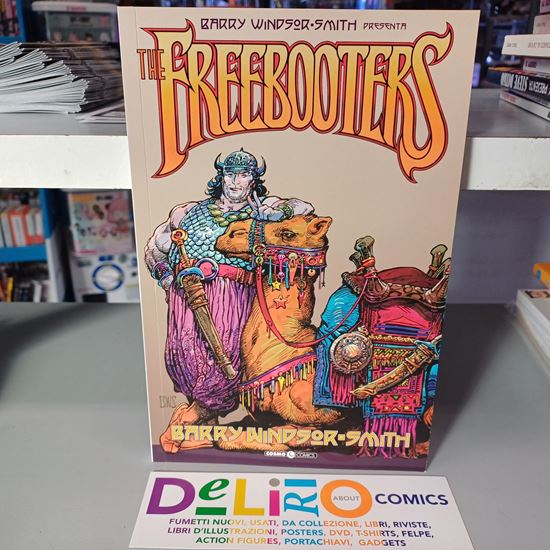 BARRY WINDSOR-SMITH PRESENTA
THE FREEBOOTERS
BWS
BARRY WINDSOR-SMITH
COSMO COMICS
DeLiRIO ABOUT COMICS
FUMETTI NUOVI, USATI, DA COLLEZIONE, LIBRI, RIVISTE,
LIBRI D'ILLUSTRAZIONI, POSTERS, DVD, T-SHIRTS, FELPE,
ACTION FIGURES, PORTACHIAVI, GADGETS